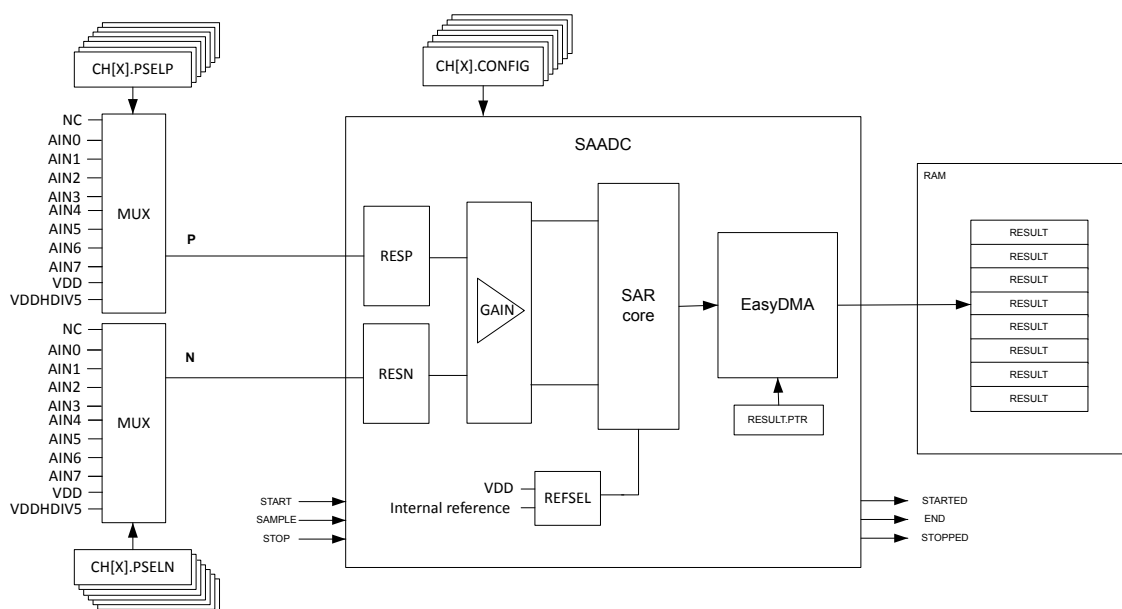 CH[X].PSELP
CH[X].CONFIG
NC
AIN0
AIN1
AIN2
AIN3
AIN4
AIN5
AIN6
AIN7
VDD
VDDHDIV5
MUX
P
NC
AIN0
AIN1
AIN2
AIN3
AIN4
AIN5
AIN6
AIN7
VDD
VDDHDIV5
MUX
N
CH[X].PSELN
SAADC
RESP
RESN
GAIN
SAR
core
EasyDMA
RESULT.PTR
VDD
Internal reference
REFSEL
START
SAMPLE
STOP
STARTED
END
STOPPED
RAM
RESULT
RESULT
RESULT
RESULT
RESULT
RESULT
RESULT
RESULT